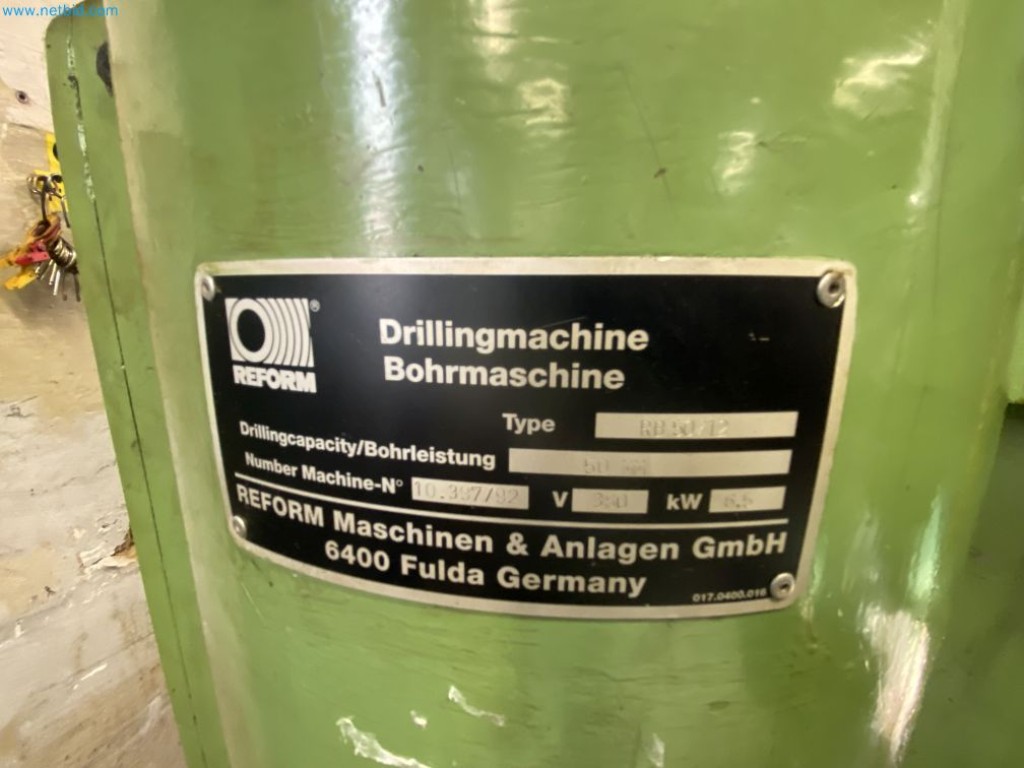 www.netbid.com
REFORM
®
Drillingmachine
Bohrmaschine
Type
Drillingcapacity/Bohrleistung 50
Number Machine-N° V kW
REFORM Maschinen & Anlagen GmbH
6400 Fulda Germany
017.0400.016